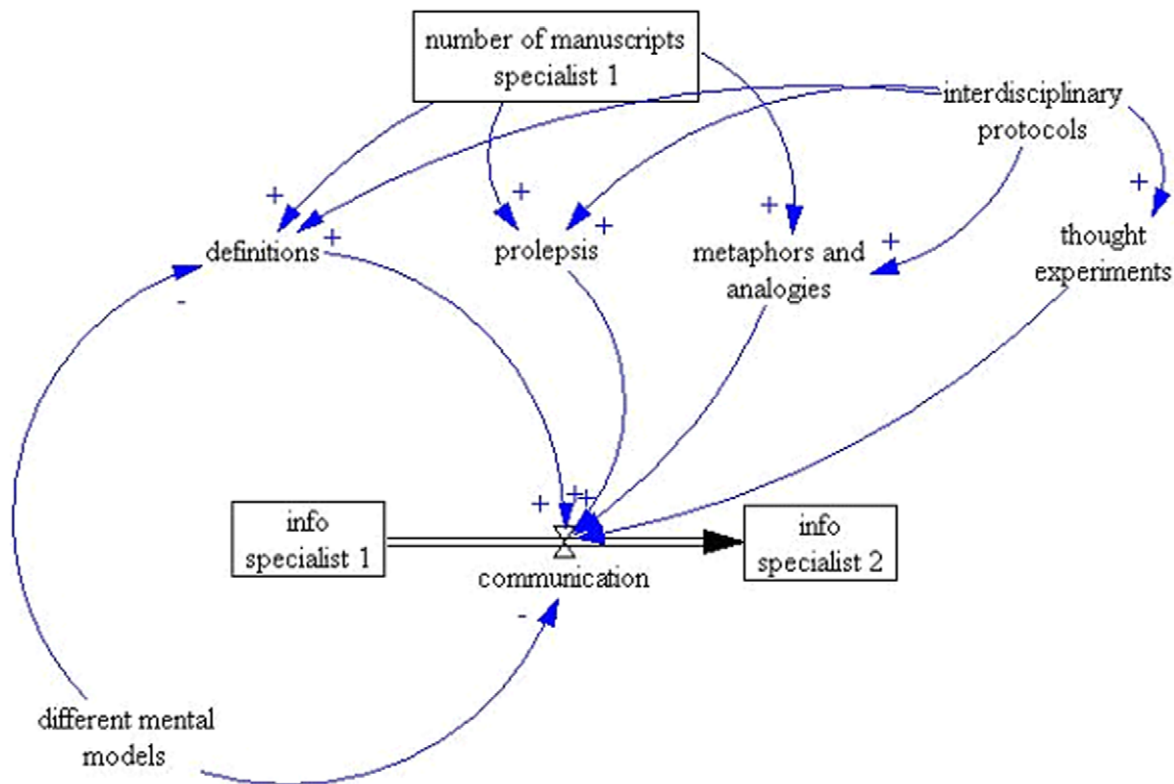 number of manuscripts
specialist 1
interdisciplinary
protocols
+
+
+
+
+
+
+
definitions
prolepsis
metaphors and
analogies
thought
experiments
-
+
+
+
info
specialist 1
info
specialist 2
communication
-
different mental
models